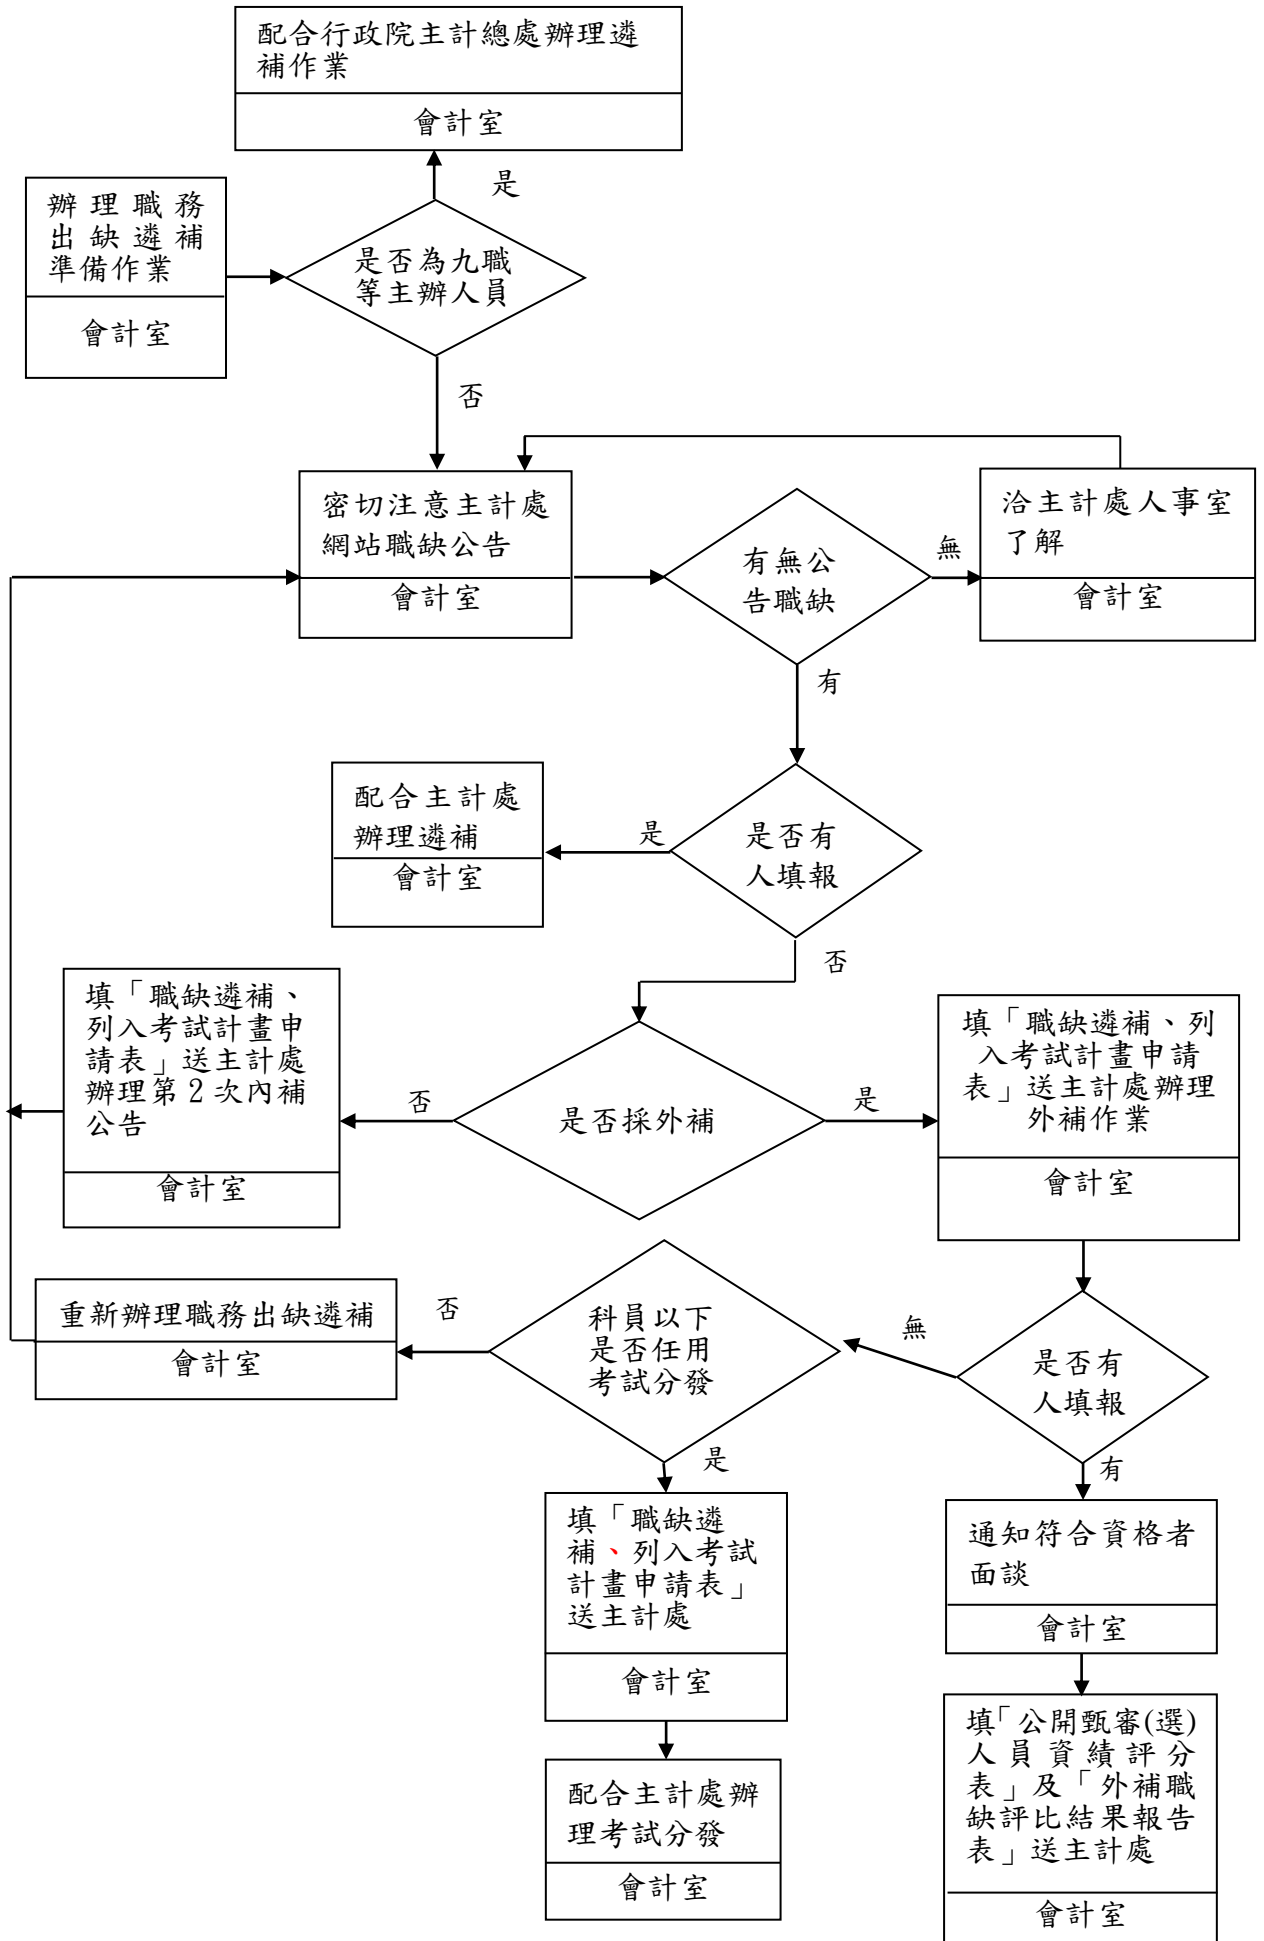 配合行政院主計總處辦理遴
補作業
會計室
是
辦理職務
出缺遴補
準備作業
會計室
是否為九職
等主辦人員
否
密切注意主計處
網站職缺公告
會計室
有無公
告職缺
無
洽主計處人事室
了解
會計室
有
配合主計處
辦理遴補
會計室
是
是否有
人填報
否
填「職缺遴補、
列入考試計畫申
請表」送主計處
辦理第2次內補
公告
會計室
否
是否採外補
是
填「職缺遴補、列
入考試計畫申請
表」送主計處辦理
外補作業
會計室
重新辦理職務出缺遴補
會計室
否
科員以下
是否任用
考試分發
無
是否有
人填報
是
有
填「職缺遴
補、列入考試
計畫申請表」
送主計處
會計室
通知符合資格者
面談
會計室
配合主計處辦
理考試分發
會計室
填「公開甄審(選)
人員資績評分
表」及「外補職
缺評比結果報告
表」送主計處
會計室